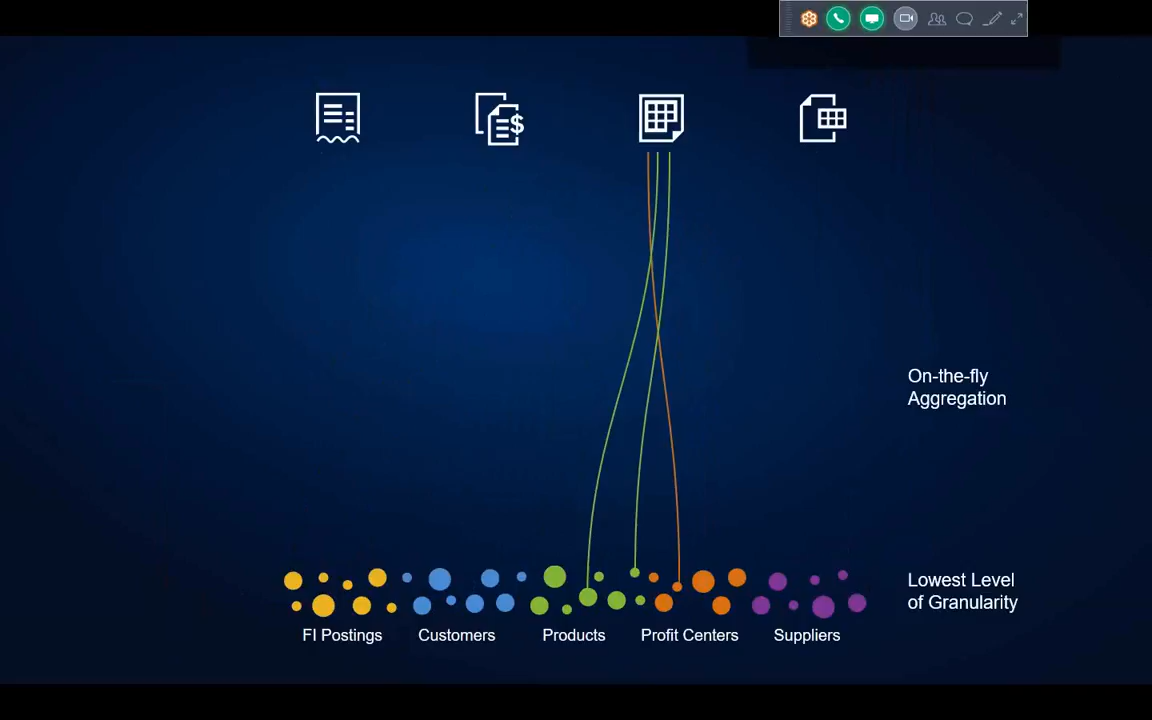 $
On-the-fly
Aggregation
Lowest Level
of Granularity
FI Postings
Customers
Products
Profit Centers
Suppliers